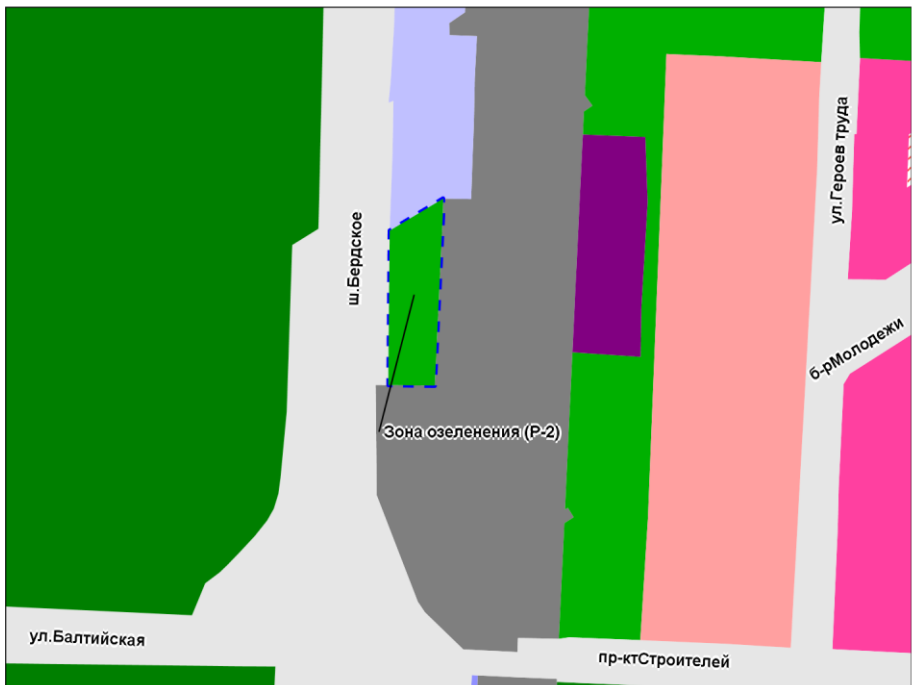 ул.Героев труда
ш.Бердское
б-рМолодежи
Зона озеленения (Р-2)
ул.Балтийская
пр-ктСтроителей